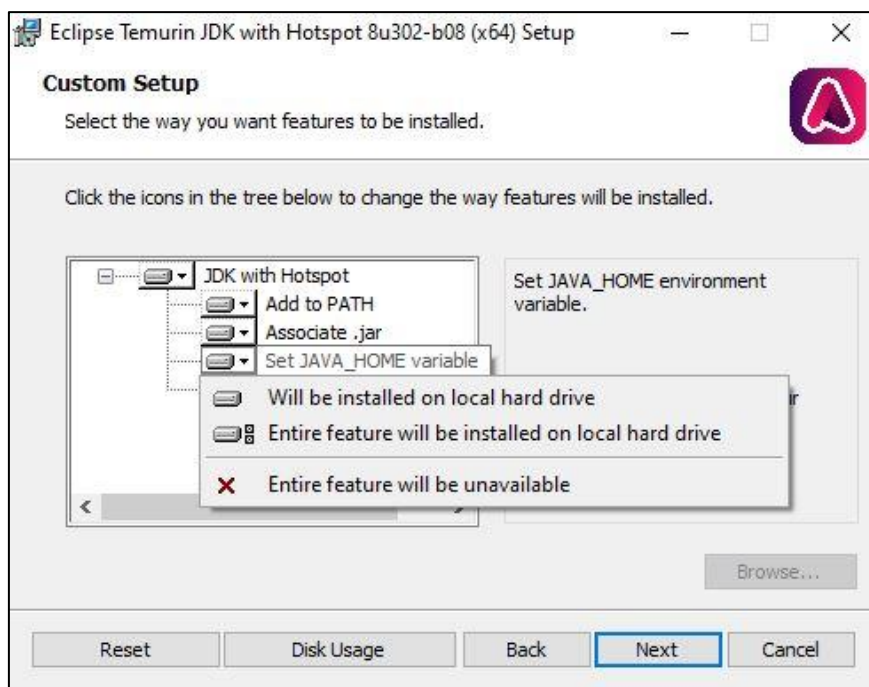 Eclipse Temurin JDK with Hotspot 8u302-b08 (x64) Setup
Custom Setup
Select the way you want features to be installed.
Click the icons in the tree below to change the way features will be installed.
JDK with Hotspot
Add to PATH
Associate .jar
Set JAVA_HOME variable
Set JAVA_HOME environment
variable.
Will be installed on local hard drive
Entire feature will be installed on local hard drive
Entire feature will be unavailable
Browse...
Reset Disk Usage Back Next Cancel